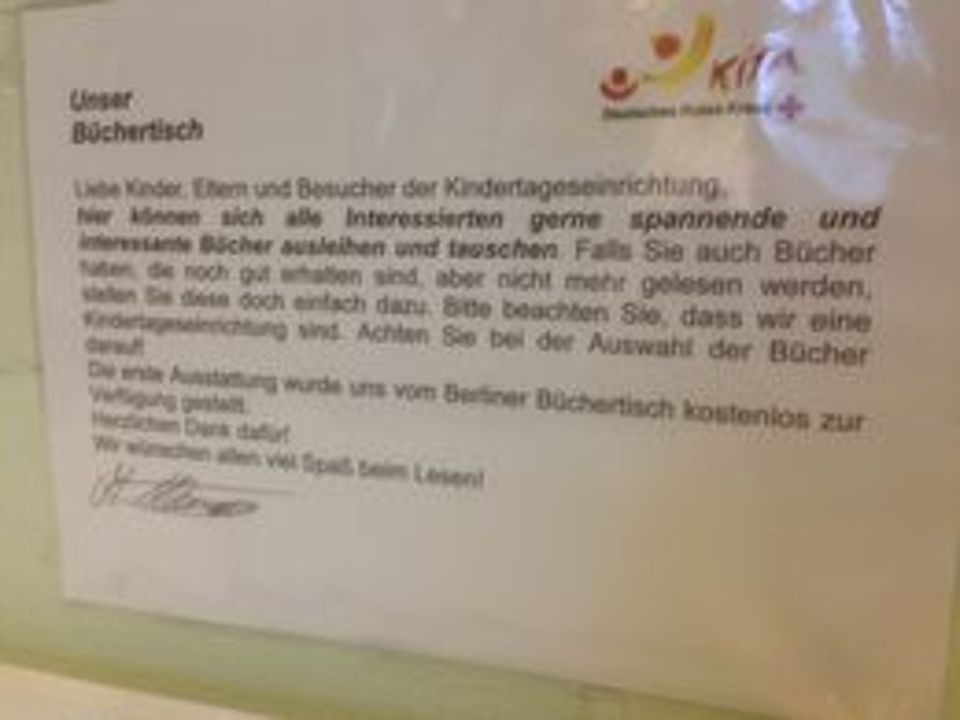 Unser
Büchertisch
KiTA
Deutsches Rotes Kreuz
Liebe Kinder, Eltern und Besucher der Kindertageseinrichtung,
hier können sich alle Interessierten gerne spannende und
interessante Bücher ausleihen und tauschen. Falls Sie auch Bücher
haben, die noch gut erhalten sind, aber nicht mehr gelesen werden,
stellen Sie diese doch einfach dazu. Bitte beachten Sie, dass wir eine
Kindertageseinrichtung sind. Achten Sie bei der Auswahl der Bücher
darauf!
Die erste Ausstattung wurde uns vom Berliner Büchertisch kostenlos zur
Verfügung gestellt.
Herzlichen Dank dafür!
Wir wünschen allen viel Spaß beim Lesen!